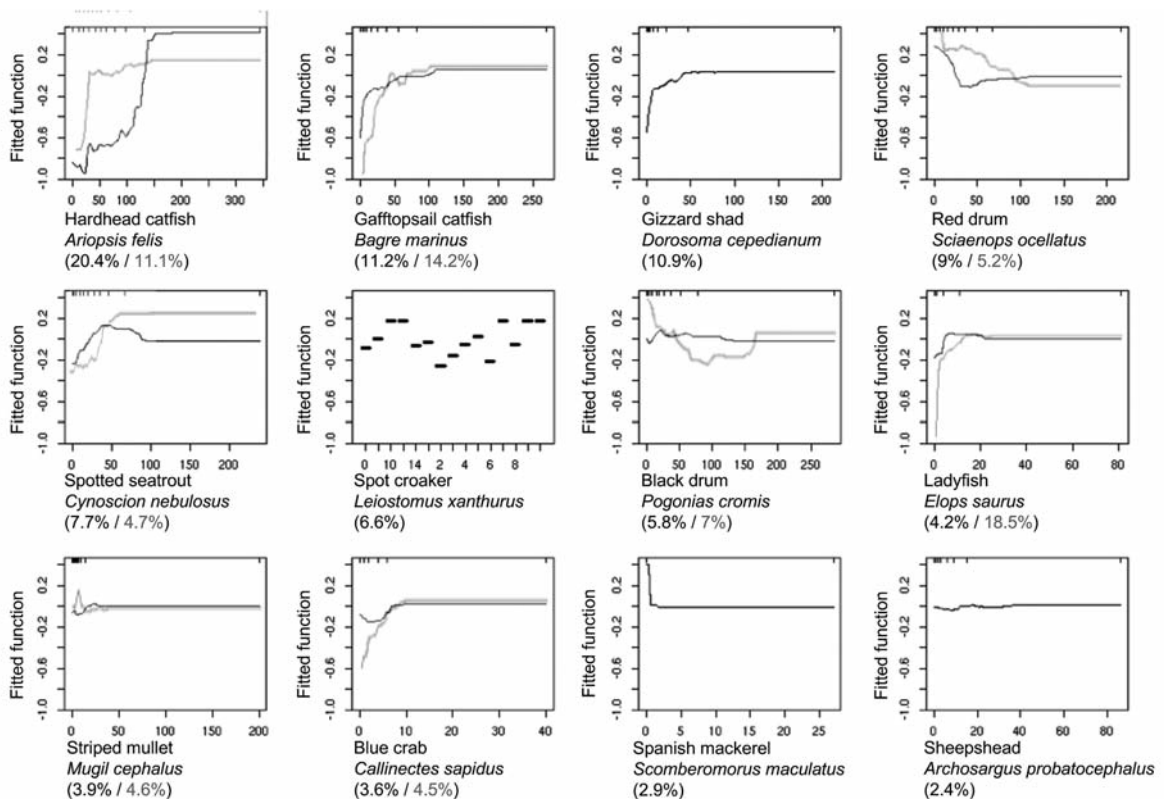 Fitted function
0.2
-0.2
-0.6
-1.0
0 50 100 200 300
Hardhead catfish
Ariopsis felis
(20.4% / 11.1%)
Fitted function
0.2
-0.2
-0.6
-1.0
0 50 100 150 200 250
Gafftopsail catfish
Bagre marinus
(11.2% / 14.2%)
Fitted function
0.2
-0.2
-0.6
-1.0
0 50 100 150 200
Gizzard shad
Dorosoma cepedianum
(10.9%)
Fitted function
0.2
-0.2
-0.6
-1.0
0 50 100 150 200
Red drum
Sciaenops ocellatus
(9% / 5.2%)
Fitted function
0.2
-0.2
-0.6
-1.0
0 50 100 150 200
Spotted seatrout
Cynoscion nebulosus
(7.7% / 4.7%)
Fitted function
0.2
-0.2
-0.6
-1.0
0 10 14 2 4 6 8
Spot croaker
Leiostomus xanthurus
(6.6%)
Fitted function
0.2
-0.2
-0.6
-1.0
0 50 100 150 200 250
Black drum
Pogonias cromis
(5.8% / 7%)
Fitted function
0.2
-0.2
-0.6
-1.0
0 20 40 60 80
Ladyfish
Elops saurus
(4.2% / 18.5%)
Fitted function
0.2
-0.2
-0.6
-1.0
0 50 100 150 200
Striped mullet
Mugil cephalus
(3.9% / 4.6%)
Fitted function
0.2
-0.2
-0.6
-1.0
0 10 20 30 40
Blue crab
Callinectes sapidus
(3.6% / 4.5%)
Fitted function
0.2
-0.2
-0.6
-1.0
0 5 10 15 20 25
Spanish mackerel
Scomberomorus maculatus
(2.9%)
Fitted function
0.2
-0.2
-0.6
-1.0
0 20 40 60 80
Sheepshead
Archosargus probatocephalus
(2.4%)